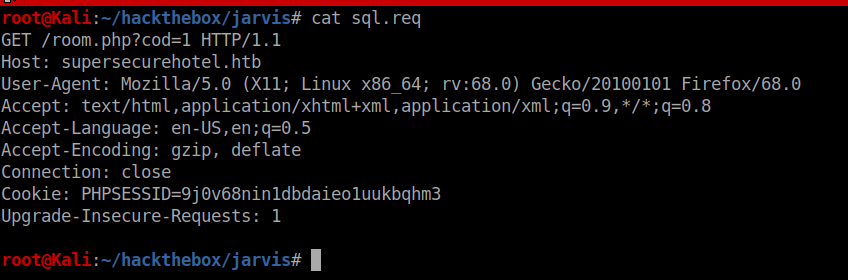 root@Kali:~/hackthebox/jarvis# cat sql.req
GET /room.php?cod=1 HTTP/1.1
Host: supersecurehotel.htb
User-Agent: Mozilla/5.0 (X11; Linux x86_64; rv:68.0) Gecko/20100101 Firefox/68.0
Accept: text/html,application/xhtml+xml,application/xml;q=0.9,*/*;q=0.8
Accept-Language: en-US,en;q=0.5
Accept-Encoding: gzip, deflate
Connection: close
Cookie: PHPSESSID=9j0v68nin1dbdaieo1uukbqhm3
Upgrade-Insecure-Requests: 1
root@Kali:~/hackthebox/jarvis#